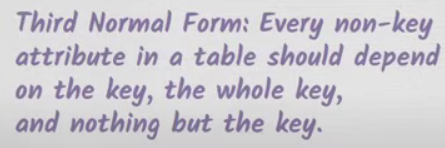 Third Normal Form: Every non-key
attribute in a table should depend
on the key, the whole key,
and nothing but the key.